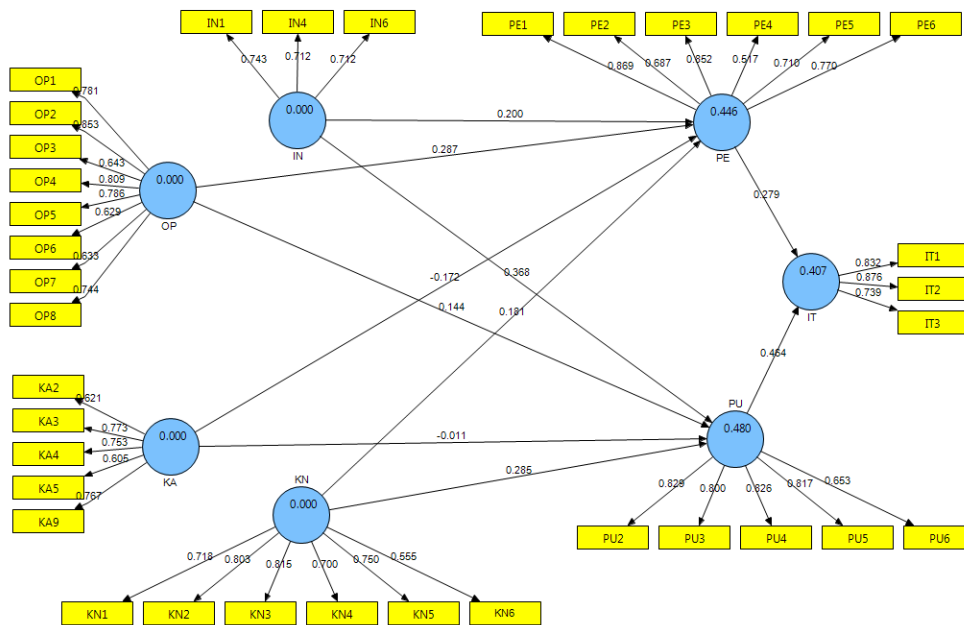 IN1
IN4
IN6
PE1
PE2
PE3
PE4
PE5
PE6
0.743
0.712
0.712
0.869
0.687
0.852
0.517
0.710
0.770
OP1
OP2
OP3
OP4
OP5
OP6
OP7
OP8
0.781
0.853
0.643
0.809
0.786
0.629
0.633
0.744
0.000
OP
0.000
IN
0.446
PE
0.200
0.287
-0.172
0.368
0.144
0.181
0.279
0.407
IT
0.832
0.876
0.739
IT1
IT2
IT3
0.464
KA2
KA3
KA4
KA5
KA9
0.621
0.773
0.753
0.605
0.767
0.000
KA
-0.011
PU
0.480
KN
0.000
0.285
0.829
0.800
0.826
0.817
0.653
PU2
PU3
PU4
PU5
PU6
0.718
0.803
0.815
0.700
0.750
0.555
KN1
KN2
KN3
KN4
KN5
KN6